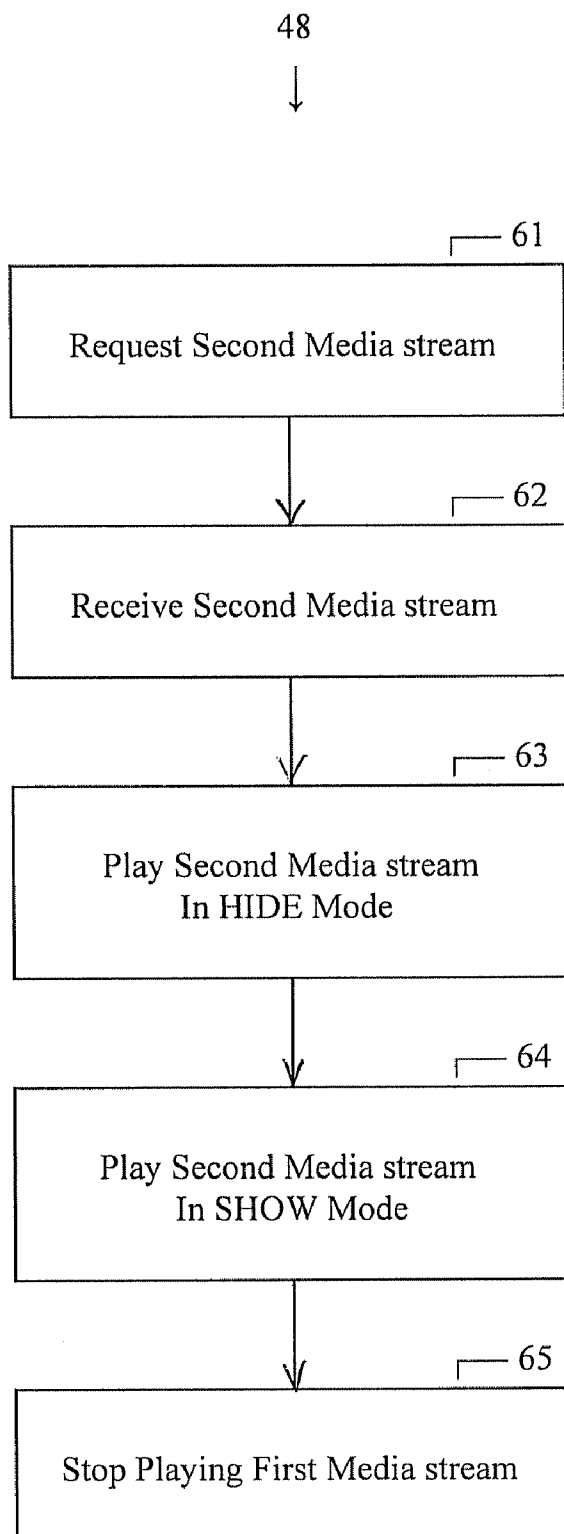 48
61
Request Second Media stream
62
Receive Second Media stream
63
Play Second Media stream
In HIDE Mode
64
Play Second Media stream
In SHOW Mode
65
Stop Playing First Media stream